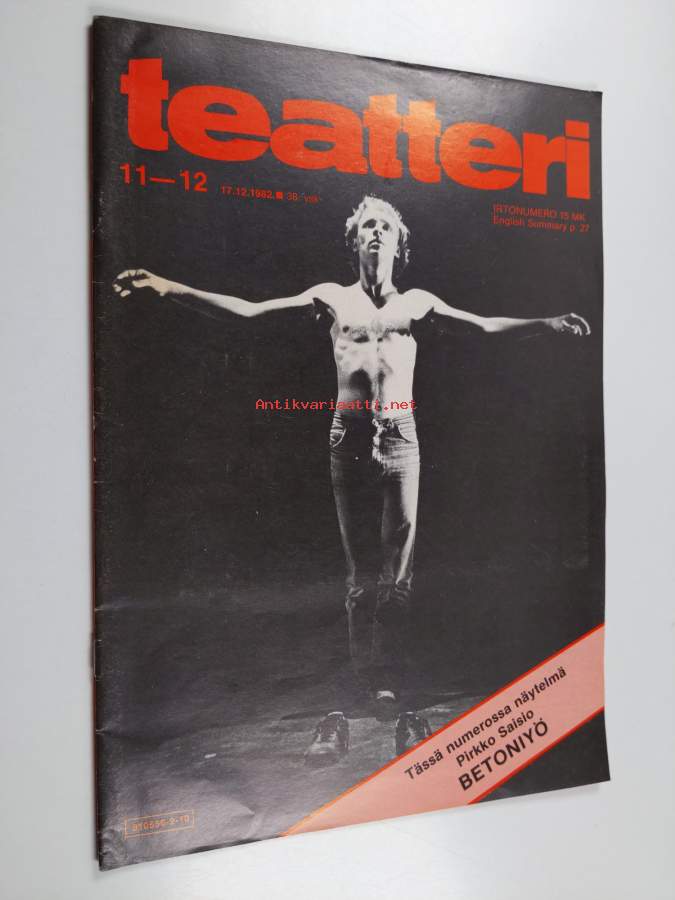 teatteri
11—12 17.12.1982. ■ 38. vsk
IRTONUMERO 15 MK
English Summary p. 27
Antikvariaatti.net
Tässä numerossa näytelmä
Pirkko Saisio
BETONIYÖ